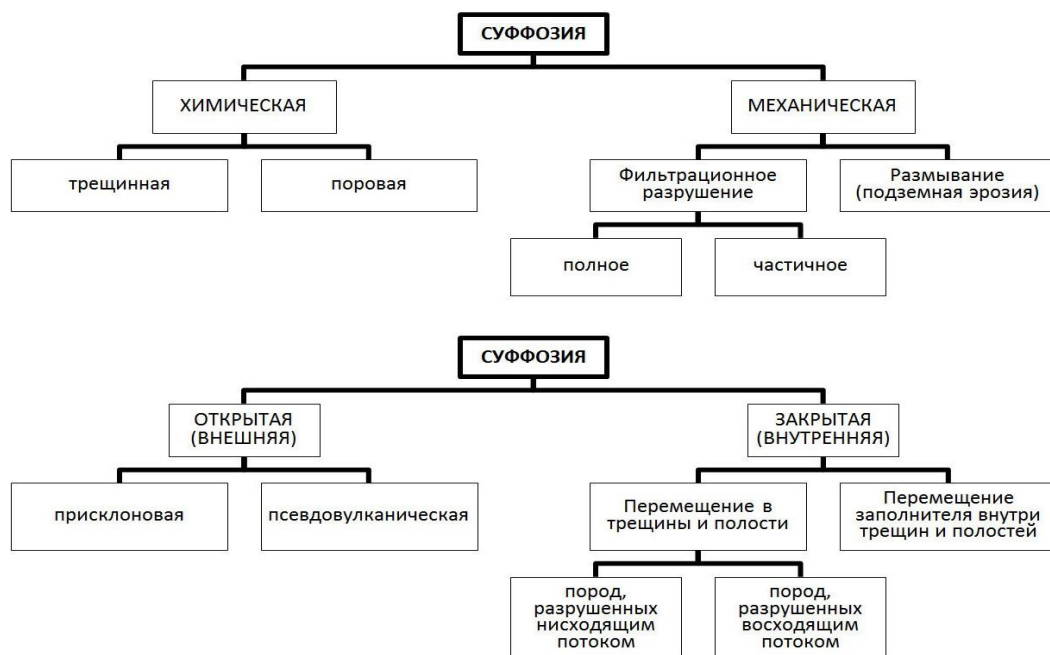 СУФФОЗИЯ
ХИМИЧЕСКАЯ
МЕХАНИЧЕСКАЯ
трещинная
поровая
Фильтрационное
разрушение
Размывание
(подземная эрозия)
полное
частичное
СУФФОЗИЯ
ОТКРЫТАЯ
(ВНЕШНЯЯ)
ЗАКРЫТАЯ
(ВНУТРЕННЯЯ)
присклоновая
псевдовулканическая
Перемещение в
трещины и полости
Перемещение
заполнителя внутри
трещин и полостей
пород,
разрушенных
нисходящим
потоком
пород,
разрушенных
восходящим
потоком